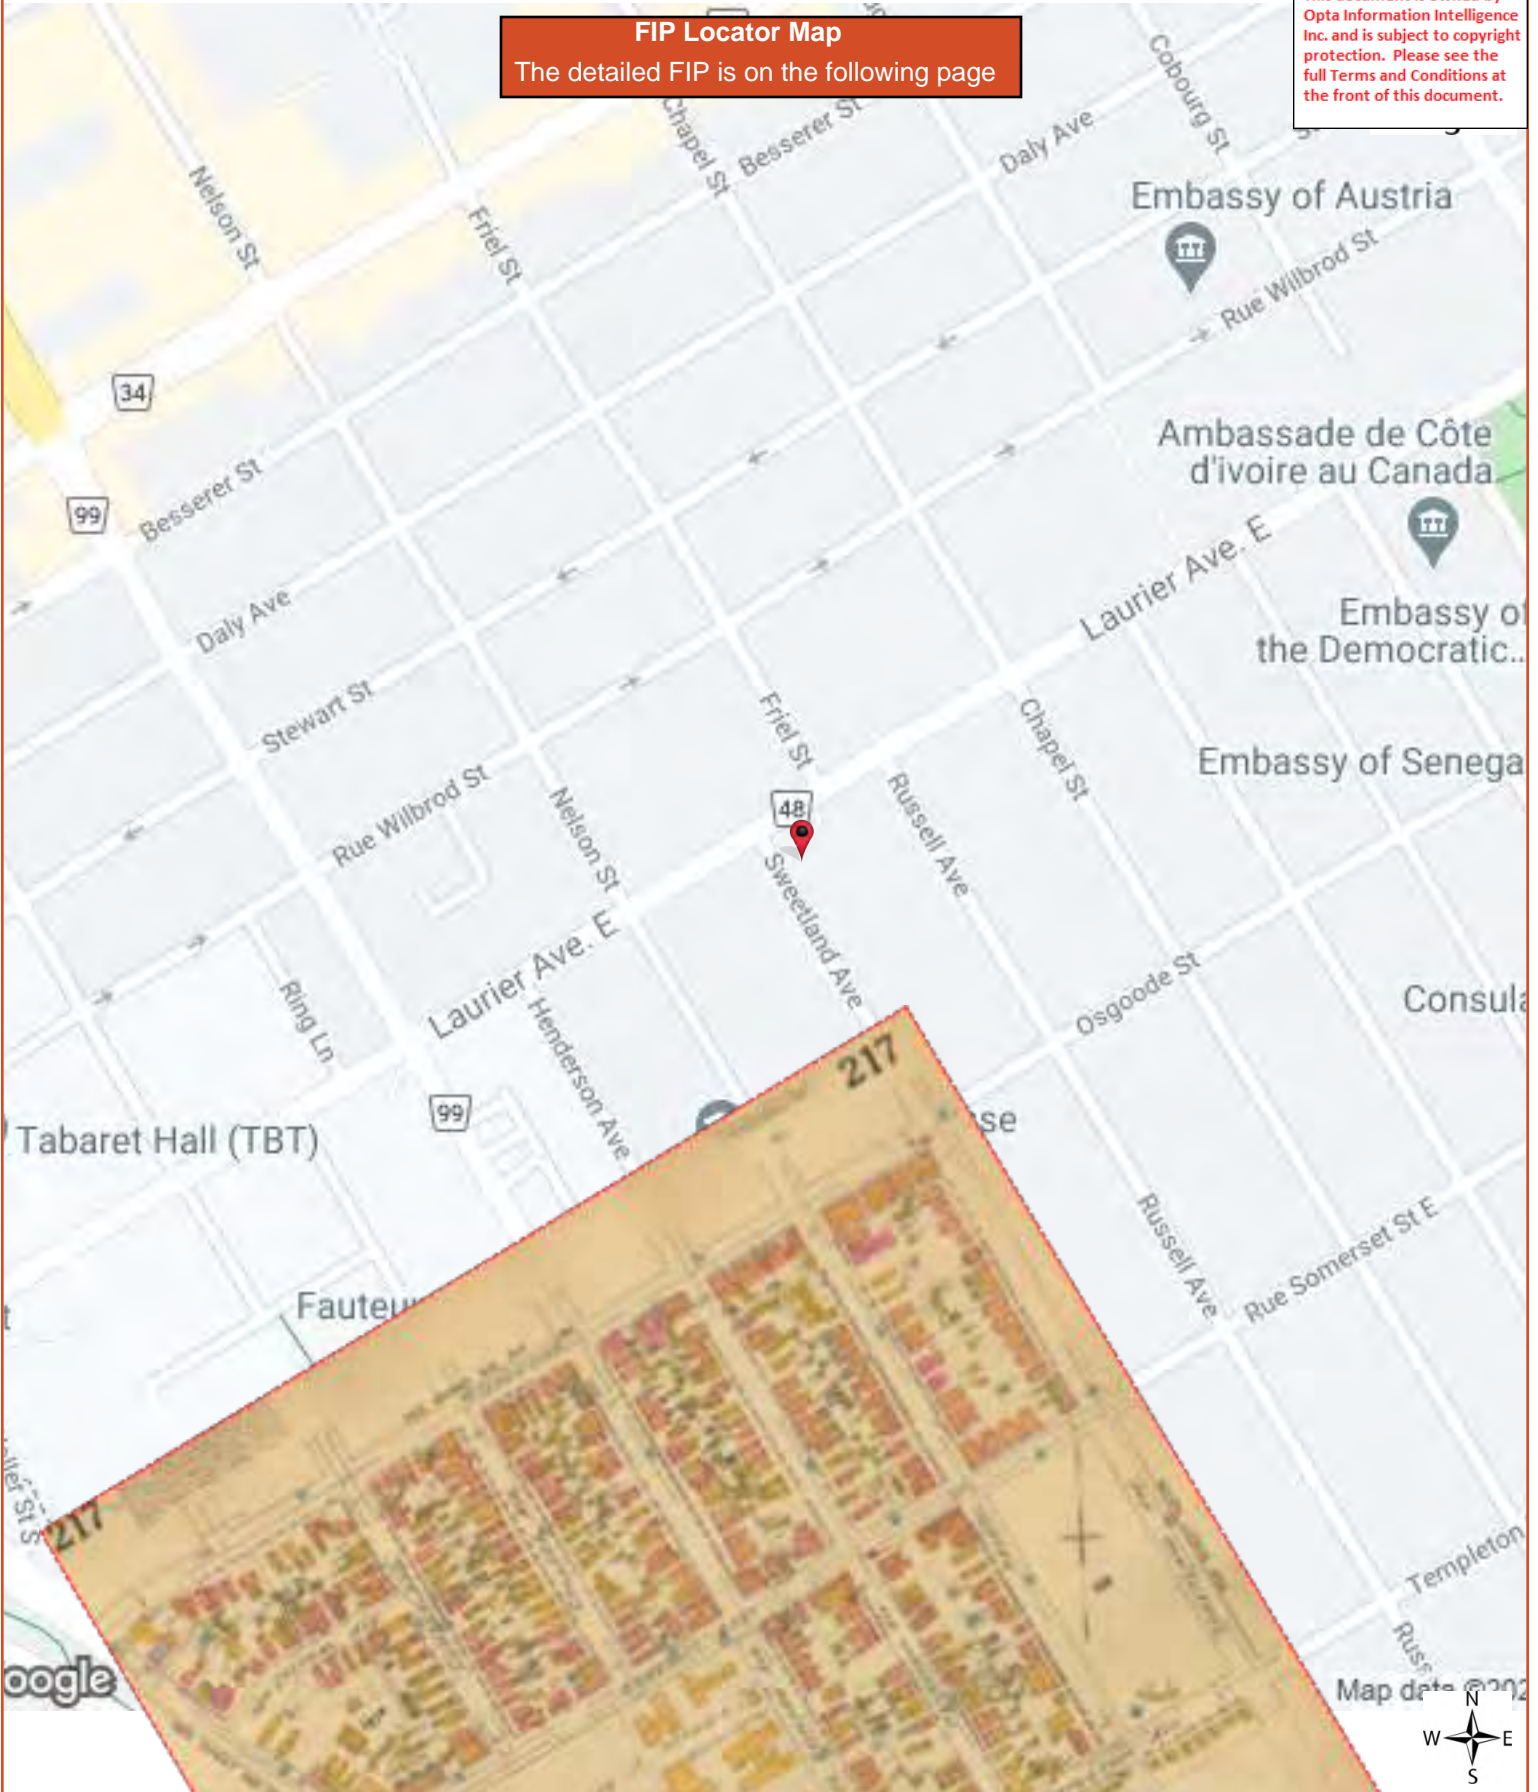 FIP Locator Map
The detailed FIP is on the following page
Opta Information Intelligence
Inc. and is subject to copyright
protection. Please see the
full Terms and Conditions at
the front of this document.
Cobourg St
Chapel St
Besserer St
Daly Ave
Nelson St
Friel St
Embassy of Austria
Rue Wilbrod St
34
Ambassade de Côte
d'ivoire au Canada
99
Besserer St
Laurier Ave. E
Daly Ave
Embassy of
the Democratic...
Stewart St
Friel St
Chapel St
Embassy of Senega
Rue Wilbrod St
Nelson St
48
Russell Ave
Sweetland Ave
Laurier Ave. E
Osgoode St
Ring Ln
Henderson Ave
Consula
217
99
Tabaret Hall (TBT)
se
Russell Ave
Rue Somerset St E
Fauteu
217
Templeton
Russ
oogle
Map data ©202
N
W E
S